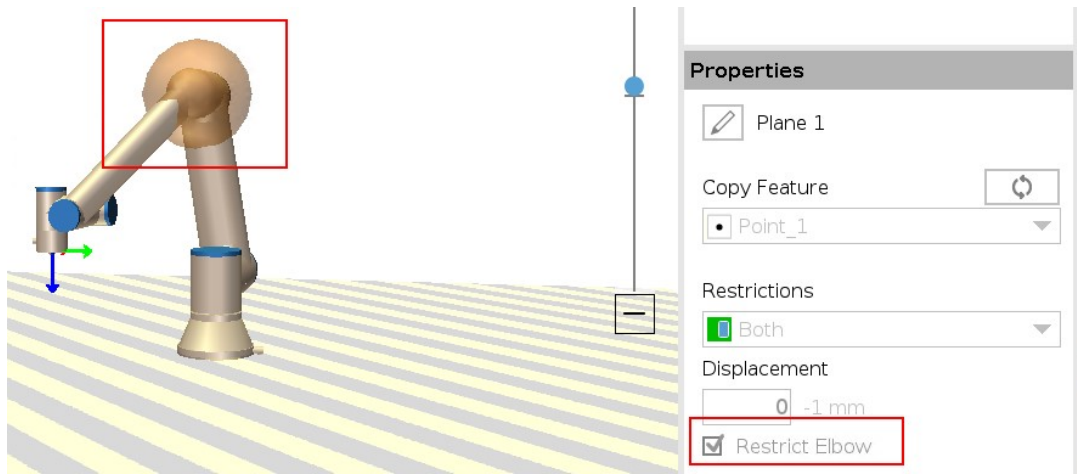 Properties
Plane 1
Copy Feature
Point_1
Restrictions
Both
Displacement
0 -1 mm
Restrict Elbow